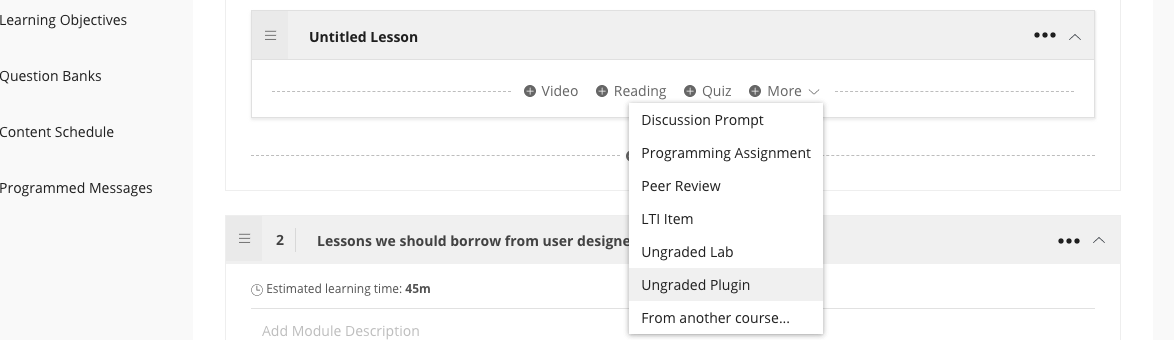 Learning Objectives
Question Banks
Content Schedule
Programmed Messages
Untitled Lesson
Video Reading Quiz More
Discussion Prompt
Programming Assignment
Peer Review
LTI Item
Ungraded Lab
Ungraded Plugin
From another course...
2 Lessons we should borrow from user designe
Estimated learning time: 45m
Add Module Description